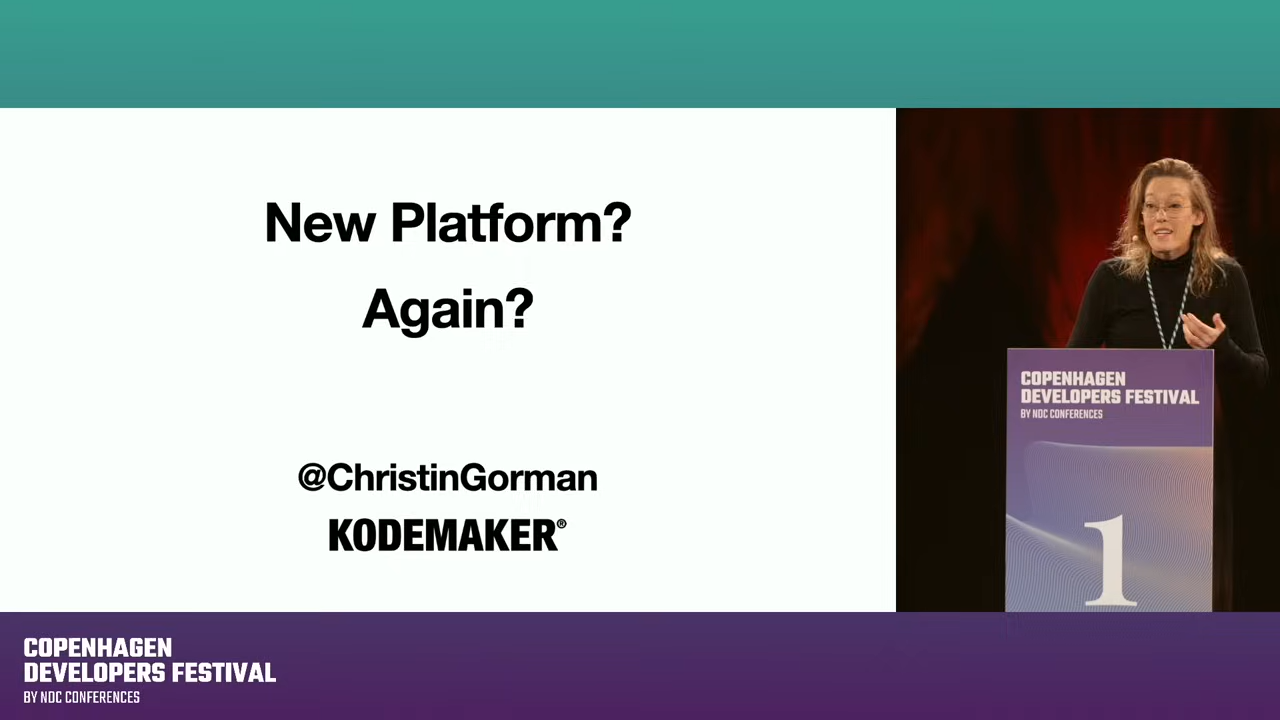 New Platform?
Again?
@ChristinGorman
KODEMAKER®
COPENHAGEN
DEVELOPERS FESTIVAL
BY NDC CONFERENCES
1
COPENHAGEN
DEVELOPERS FESTIVAL
BY NDC CONFERENCES